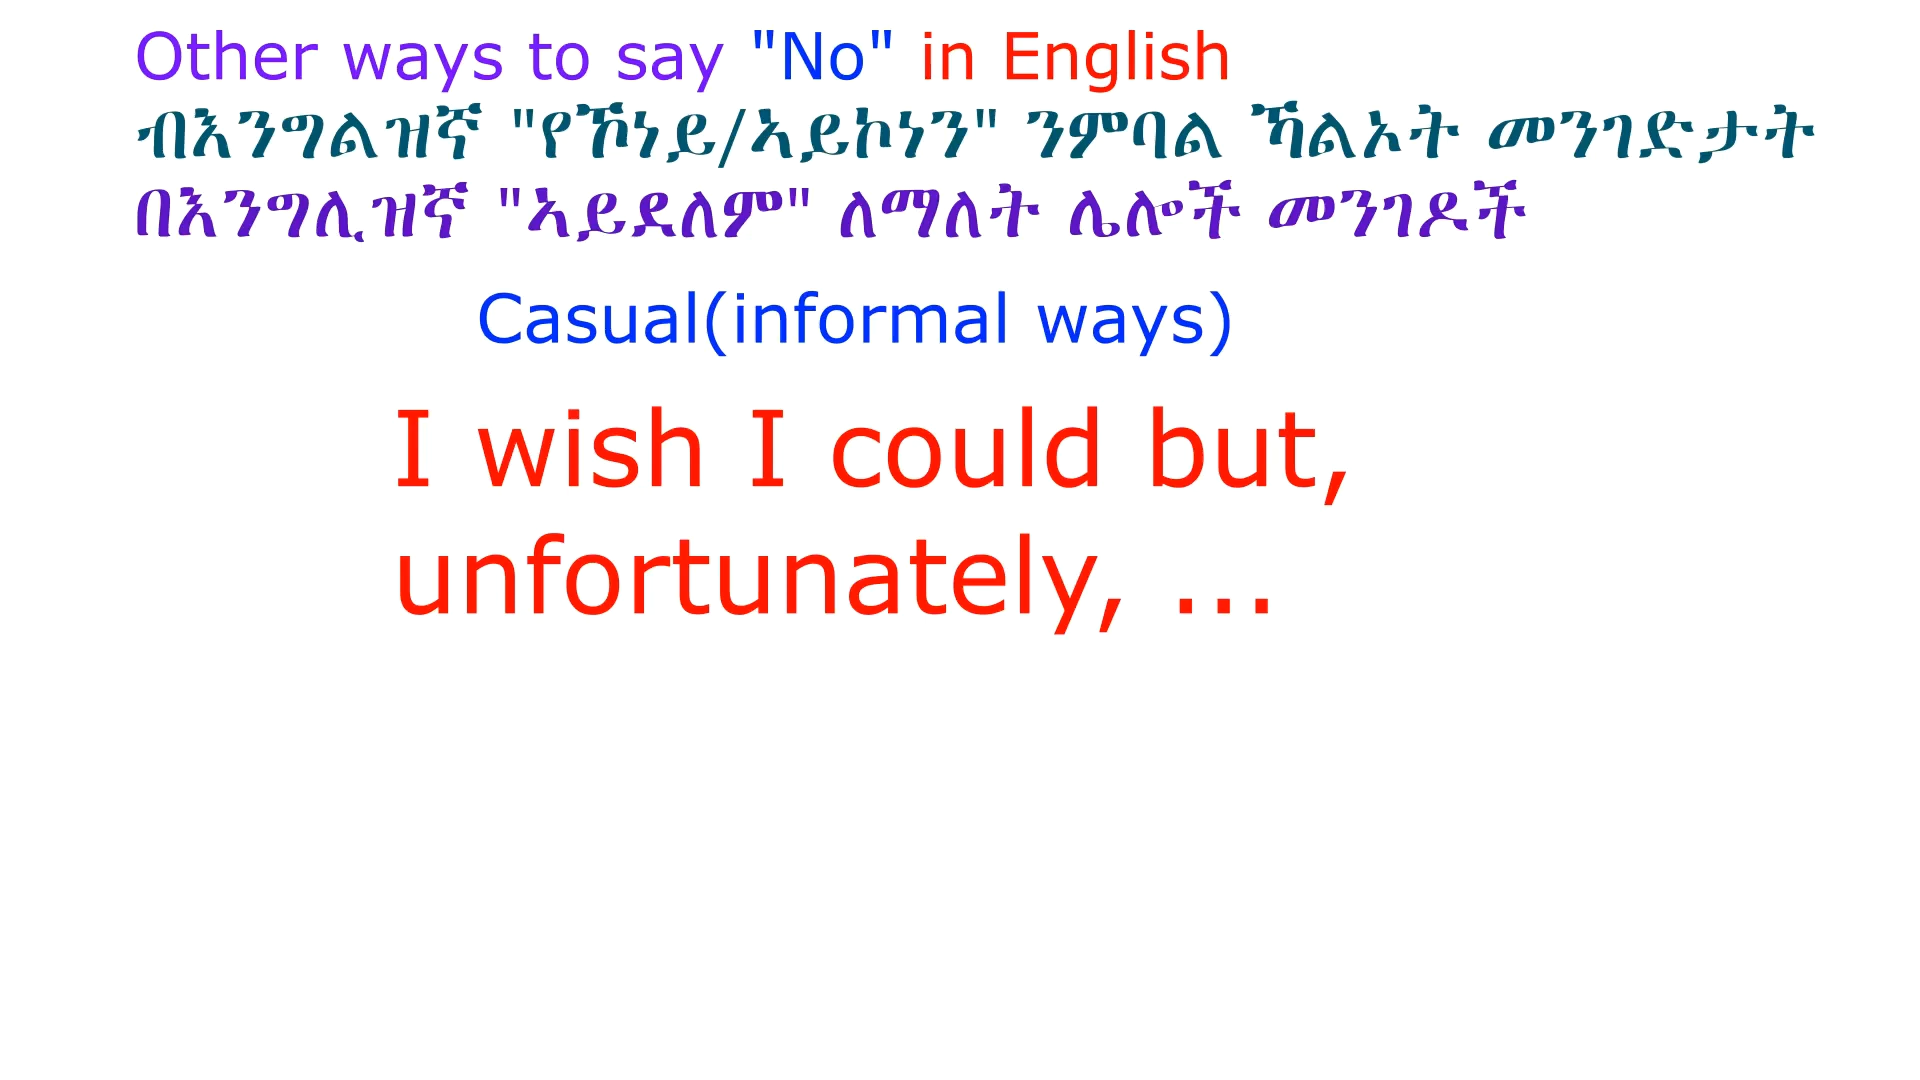 Other ways to say "No" in English
ብእንግልዝኛ "የኾነይ/ኣይኮነን" ንምባል ኻልኦት መንገድታት
በእንግሊዝኛ "ኣይደለም" ለማለት ሌሎች መንገዶች
Casual(informal ways)
I wish I could but,
unfortunately, ...